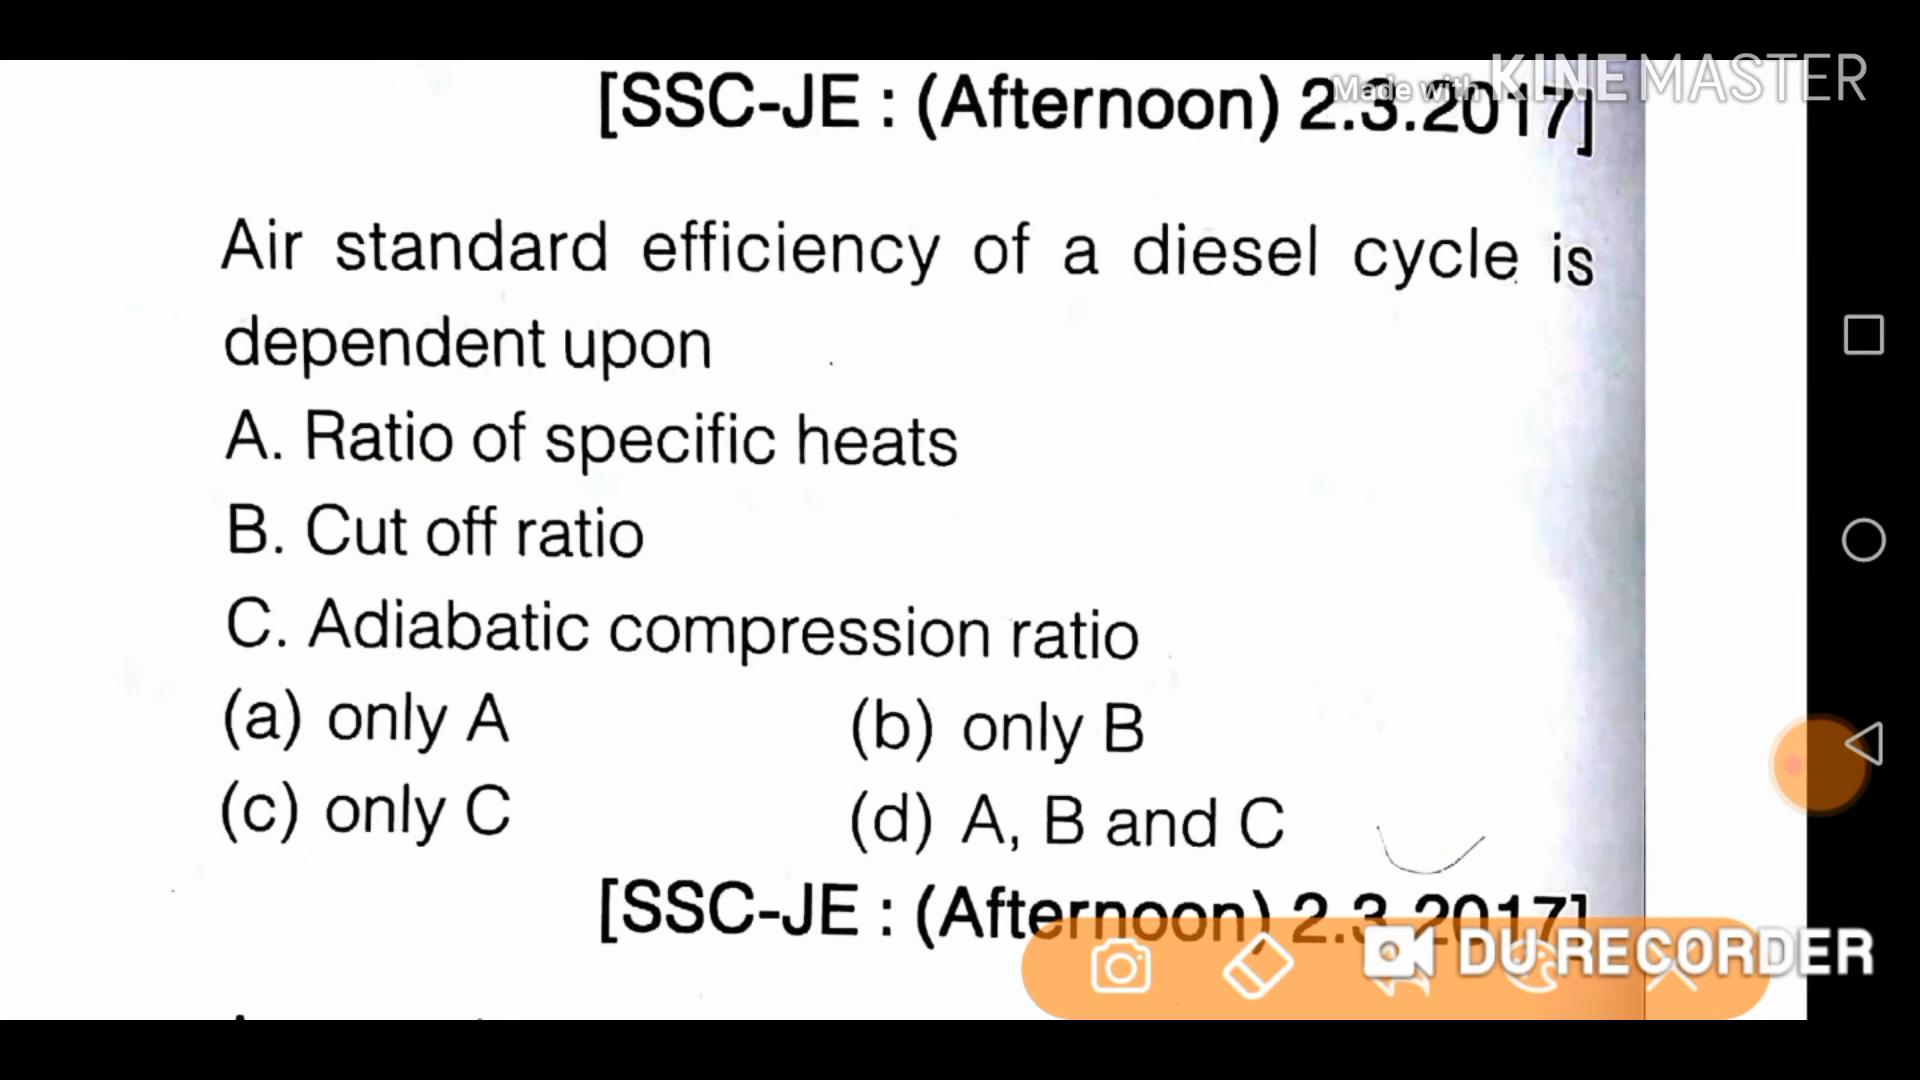 Made with KINEMASTER
[SSC-JE : (Afternoon) 2.3.2017]
Air standard efficiency of a diesel cycle is
dependent upon
A. Ratio of specific heats
B. Cut off ratio
C. Adiabatic compression ratio
(a) only A (b) only B
(c) only C (d) A, B and C
[SSC-JE : (Afternoon) 2.3.2017]
DU RECORDER